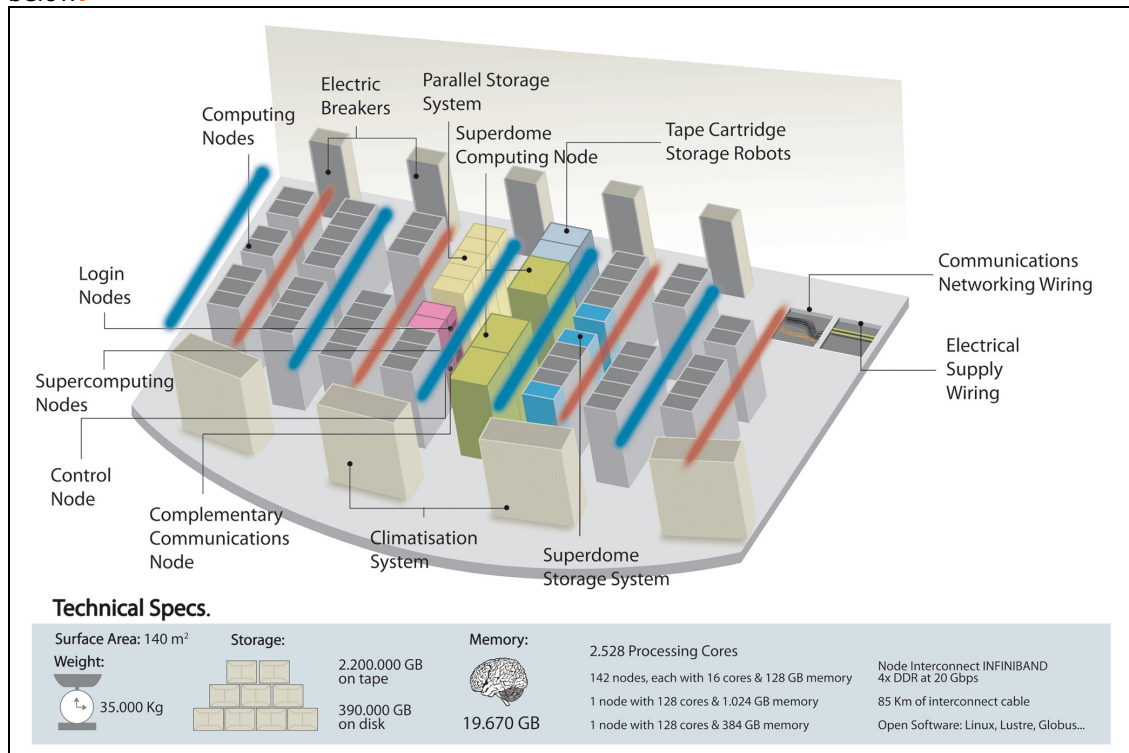 below.
Electric
Breakers
Parallel Storage
System
Computing
Nodes
Superdome
Computing Node
Tape Cartridge
Storage Robots
Communications
Networking Wiring
Login
Nodes
Electrical
Supply
Wiring
Supercomputing
Nodes
Control
Node
Complementary
Communications
Node
Climatisation
System
Superdome
Storage System
Technical Specs.
Surface Area: 140 m²
Weight:
35.000 Kg
Storage:
2.200.000 GB
on tape
390.000 GB
on disk
Memory:
19.670 GB
2.528 Processing Cores
142 nodes, each with 16 cores & 128 GB memory
1 node with 128 cores & 1.024 GB memory
1 node with 128 cores & 384 GB memory
Node Interconnect INFINIBAND
4x DDR at 20 Gbps
85 Km of interconnect cable
Open Software: Linux, Lustre, Globus...